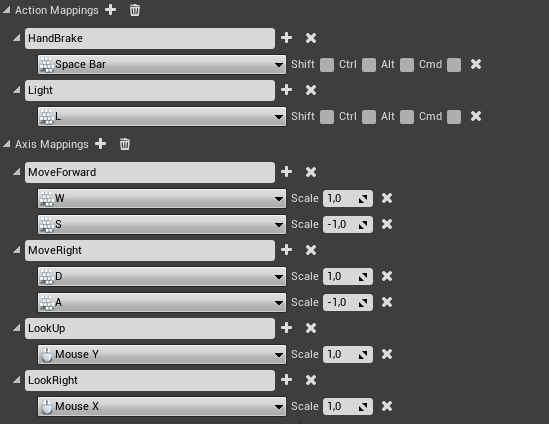 Action Mappings
HandBrake
Space Bar Shift Ctrl Alt Cmd
Light
L Shift Ctrl Alt Cmd
Axis Mappings
MoveForward
W Scale 1,0
S Scale -1,0
MoveRight
D Scale 1,0
A Scale -1,0
LookUp
Mouse Y Scale 1,0
LookRight
Mouse X Scale 1,0